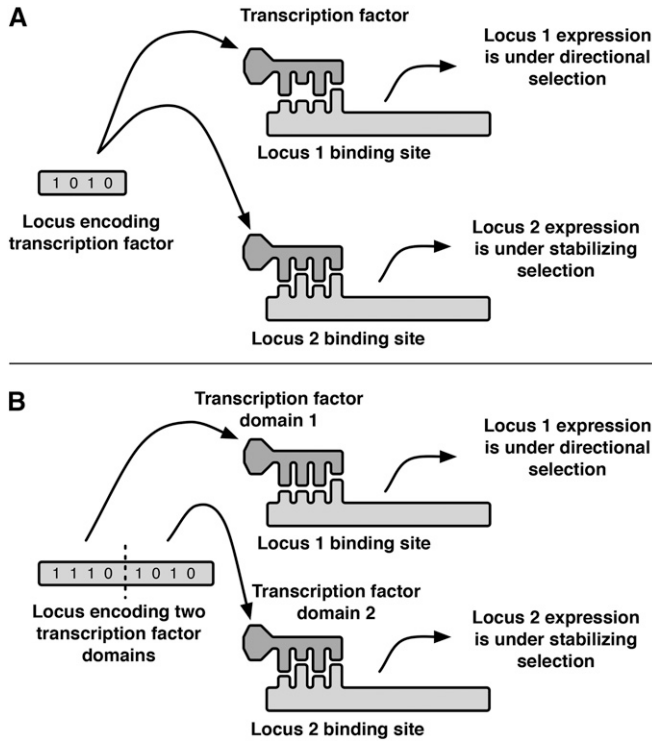 A
Transcription factor
Locus 1 expression
is under directional
selection
Locus 1 binding site
1 0 1 0
Locus encoding
transcription factor
Locus 2 expression
is under stabilizing
selection
Locus 2 binding site
B
Transcription factor
domain 1
Locus 1 expression
is under directional
selection
Locus 1 binding site
1 1 1 0 1 0 1 0
Locus encoding two
transcription factor
domains
Transcription factor
domain 2
Locus 2 expression
is under stabilizing
selection
Locus 2 binding site